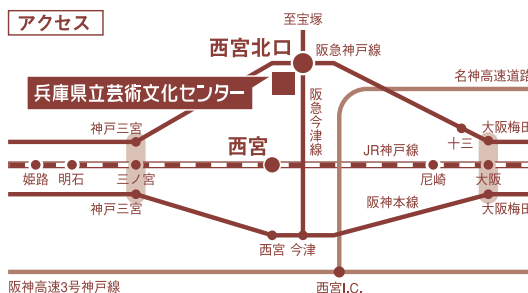 アクセス
至宝塚
西宮北口
阪急神戸線
名神高速道路
兵庫県立芸術文化センター
阪急今津線
神戸三宮
十三
大阪梅田
西宮
JR神戸線
姫路
明石
三ノ宮
尼崎
大阪
神戸三宮
阪神本線
大阪梅田
西宮
今津
阪神高速3号神戸線
西宮I.C.